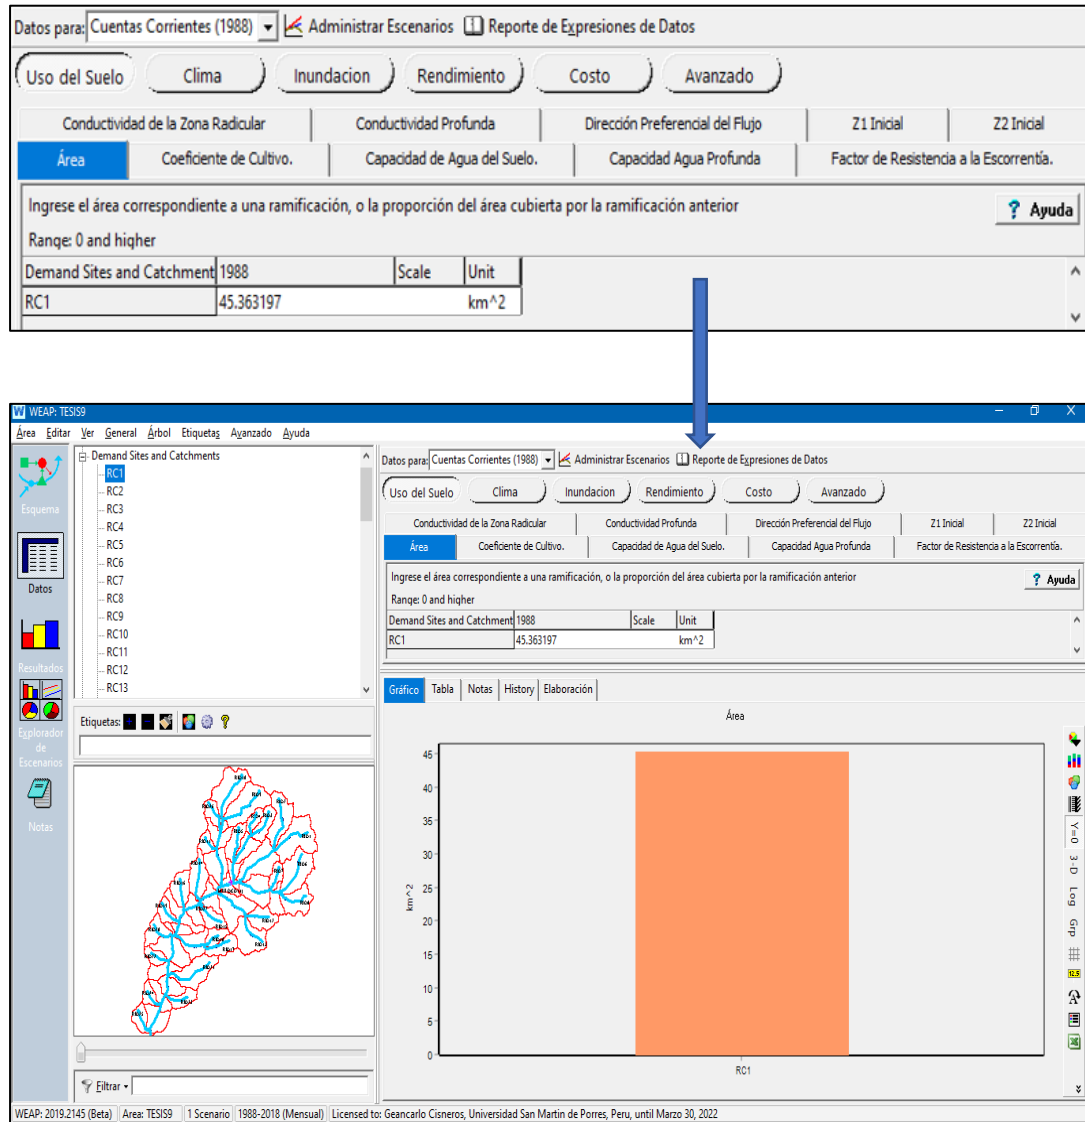 Datos para: Cuentas Corrientes (1988) Administrar Escenarios Reporte de Expresiones de Datos
Uso del Suelo Clima Inundacion Rendimiento Costo Avanzado
Conductividad de la Zona Radicular Conductividad Profunda Dirección Preferencial del Flujo Z1 Inicial Z2 Inicial
Área Coeficiente de Cultivo. Capacidad de Agua del Suelo. Capacidad Agua Profunda Factor de Resistencia a la Escorrentía.
Ingrese el área correspondiente a una ramificación, o la proporción del área cubierta por la ramificación anterior
? Ayuda
Range: 0 and higher
Demand Sites and Catchment 1988 Scale Unit
RC1 45.363197 km^2
W WEAP: TESIS9
Área Editar Ver General Árbol Etiquetas Avanzado Ayuda
Esquema
Datos
Resultados
Explorador
de
Escenarios
Notas
Demand Sites and Catchments
RC1
RC2
RC3
RC4
RC5
RC6
RC7
RC8
RC9
RC10
RC11
RC12
RC13
Etiquetas:
Filtrar
Datos para: Cuentas Corrientes (1988) Administrar Escenarios Reporte de Expresiones de Datos
Uso del Suelo Clima Inundacion Rendimiento Costo Avanzado
Conductividad de la Zona Radicular Conductividad Profunda Dirección Preferencial del Flujo Z1 Inicial Z2 Inicial
Área Coeficiente de Cultivo. Capacidad de Agua del Suelo. Capacidad Agua Profunda Factor de Resistencia a la Escorrentía.
Ingrese el área correspondiente a una ramificación, o la proporción del área cubierta por la ramificación anterior
? Ayuda
Range: 0 and higher
Demand Sites and Catchment 1988 Scale Unit
RC1 45.363197 km^2
Gráfico Tabla Notas History Elaboración
Área
km^2
45
40
35
30
25
20
15
10
5
0
RC1
Y=0
3-D
Log
Grp
12.5
WEAP: 2019.2145 (Beta) Area: TESIS9 1 Scenario 1988-2018 (Mensual) Licensed to: Geancarlo Cisneros, Universidad San Martin de Porres, Peru, until Marzo 30, 2022